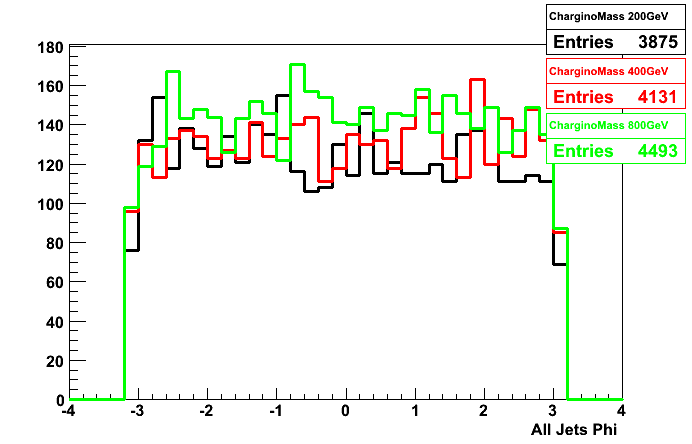 CharginoMass 200GeV
Entries 3875
CharginoMass 400GeV
Entries 4131
CharginoMass 800GeV
Entries 4493
180
160
140
120
100
80
60
40
20
0
-4 -3 -2 -1 0 1 2 3 4
All Jets Phi